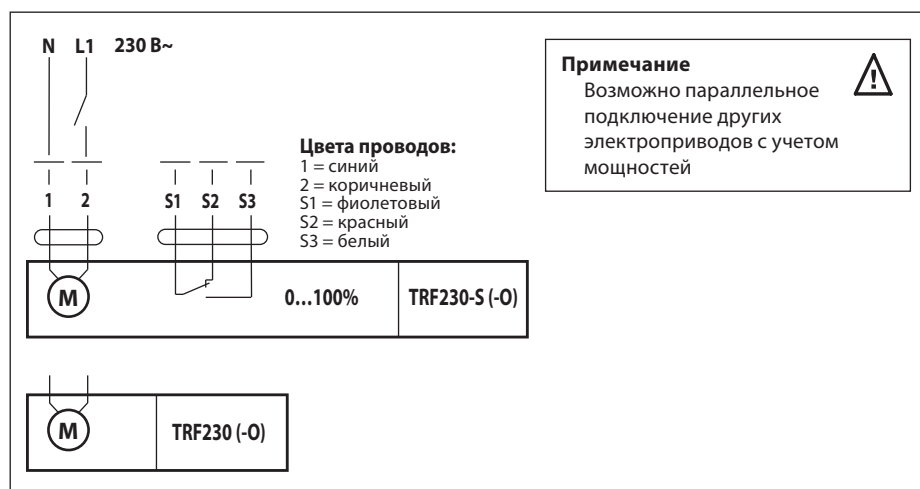 N L1 230 В~
Примечание
Возможно параллельное
подключение других
электроприводов с учетом
мощностей
Цвета проводов:
1 = синий
2 = коричневый
S1 = фиолетовый
S2 = красный
S3 = белый
1 2 S1 S2 S3
M 0...100% TRF230-S (-O)
M TRF230 (-O)